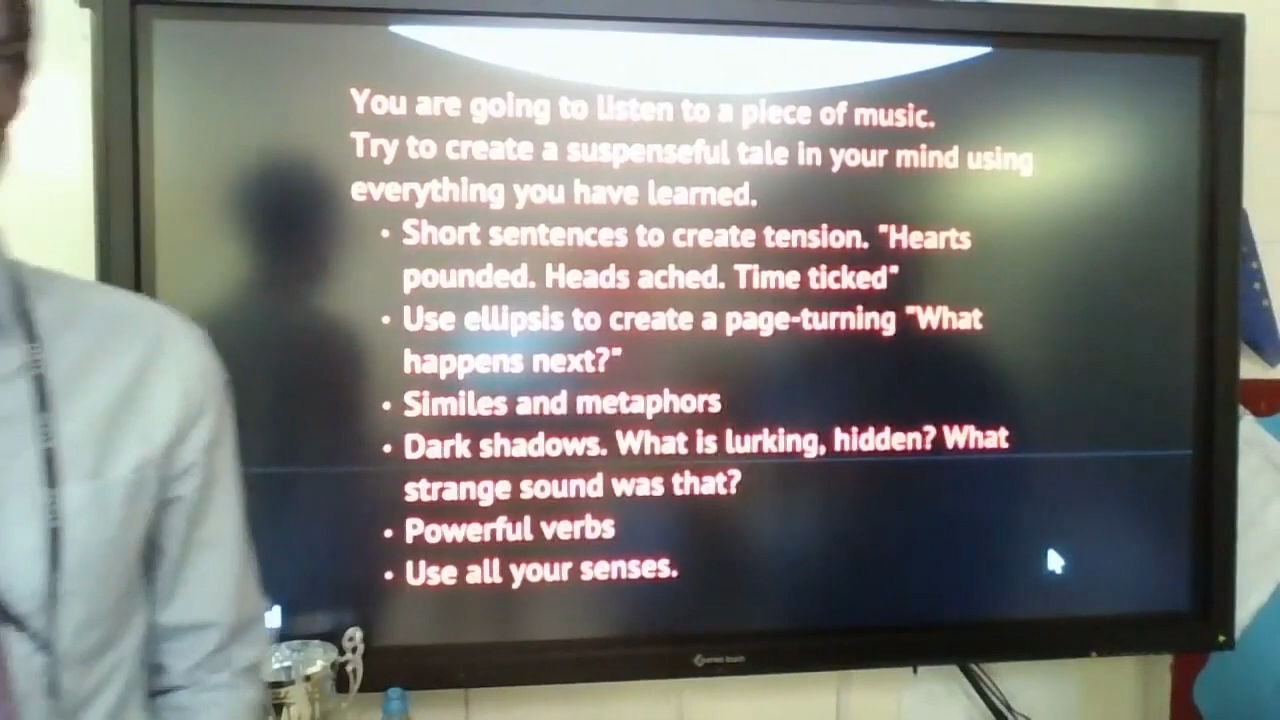 You are going to listen to a piece of music.
Try to create a suspenseful tale in your mind using
everything you have learned.
• Short sentences to create tension. "Hearts
pounded. Heads ached. Time ticked"
• Use ellipsis to create a page-turning "What
happens next?"
• Similes and metaphors
• Dark shadows. What is lurking, hidden? What
strange sound was that?
• Powerful verbs
• Use all your senses.